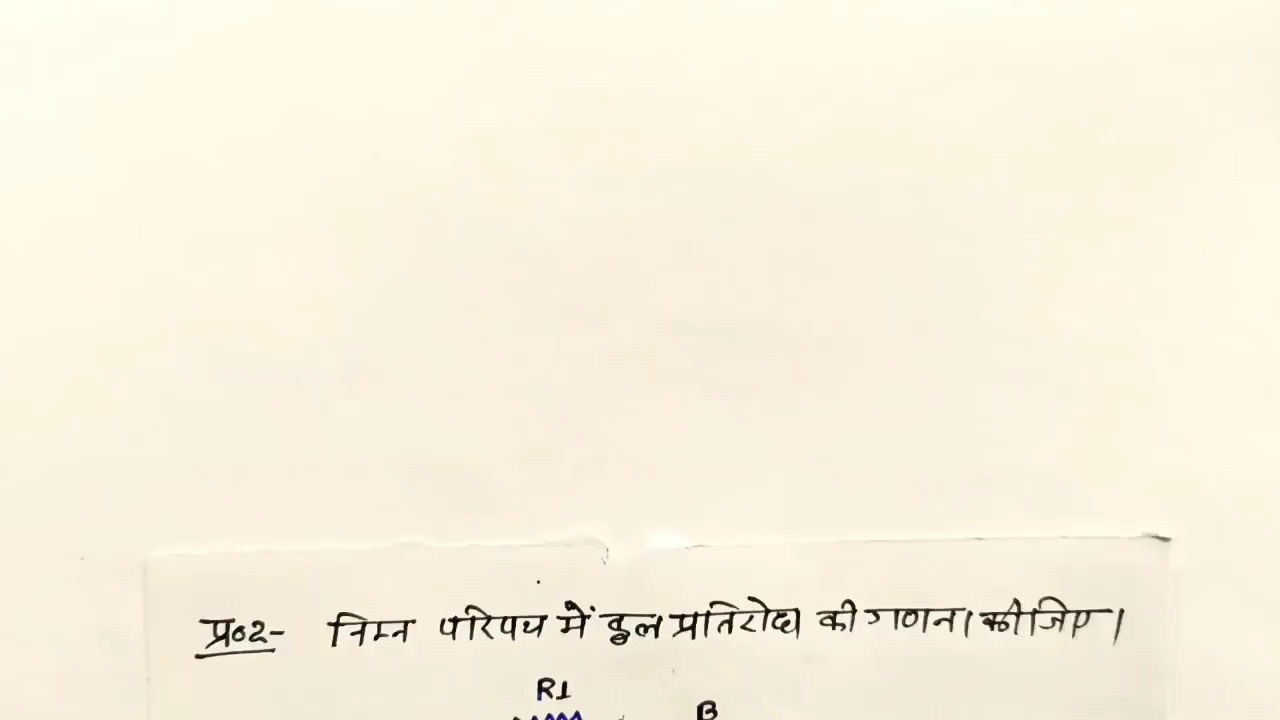 प्र०2- निम्न परिपथ में कुल प्रतिरोध की गणना कीजिए।
R1
B